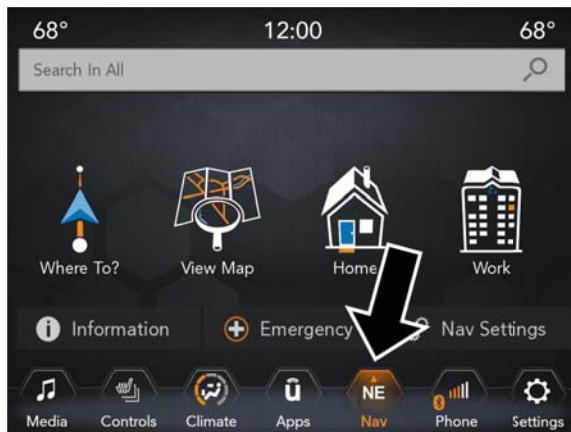 68° 12:00 68°
Search In All
Where To? View Map Home Work
i Information Emergency Nav Settings
û NE
Media Controls Climate Apps Nav Phone Settings